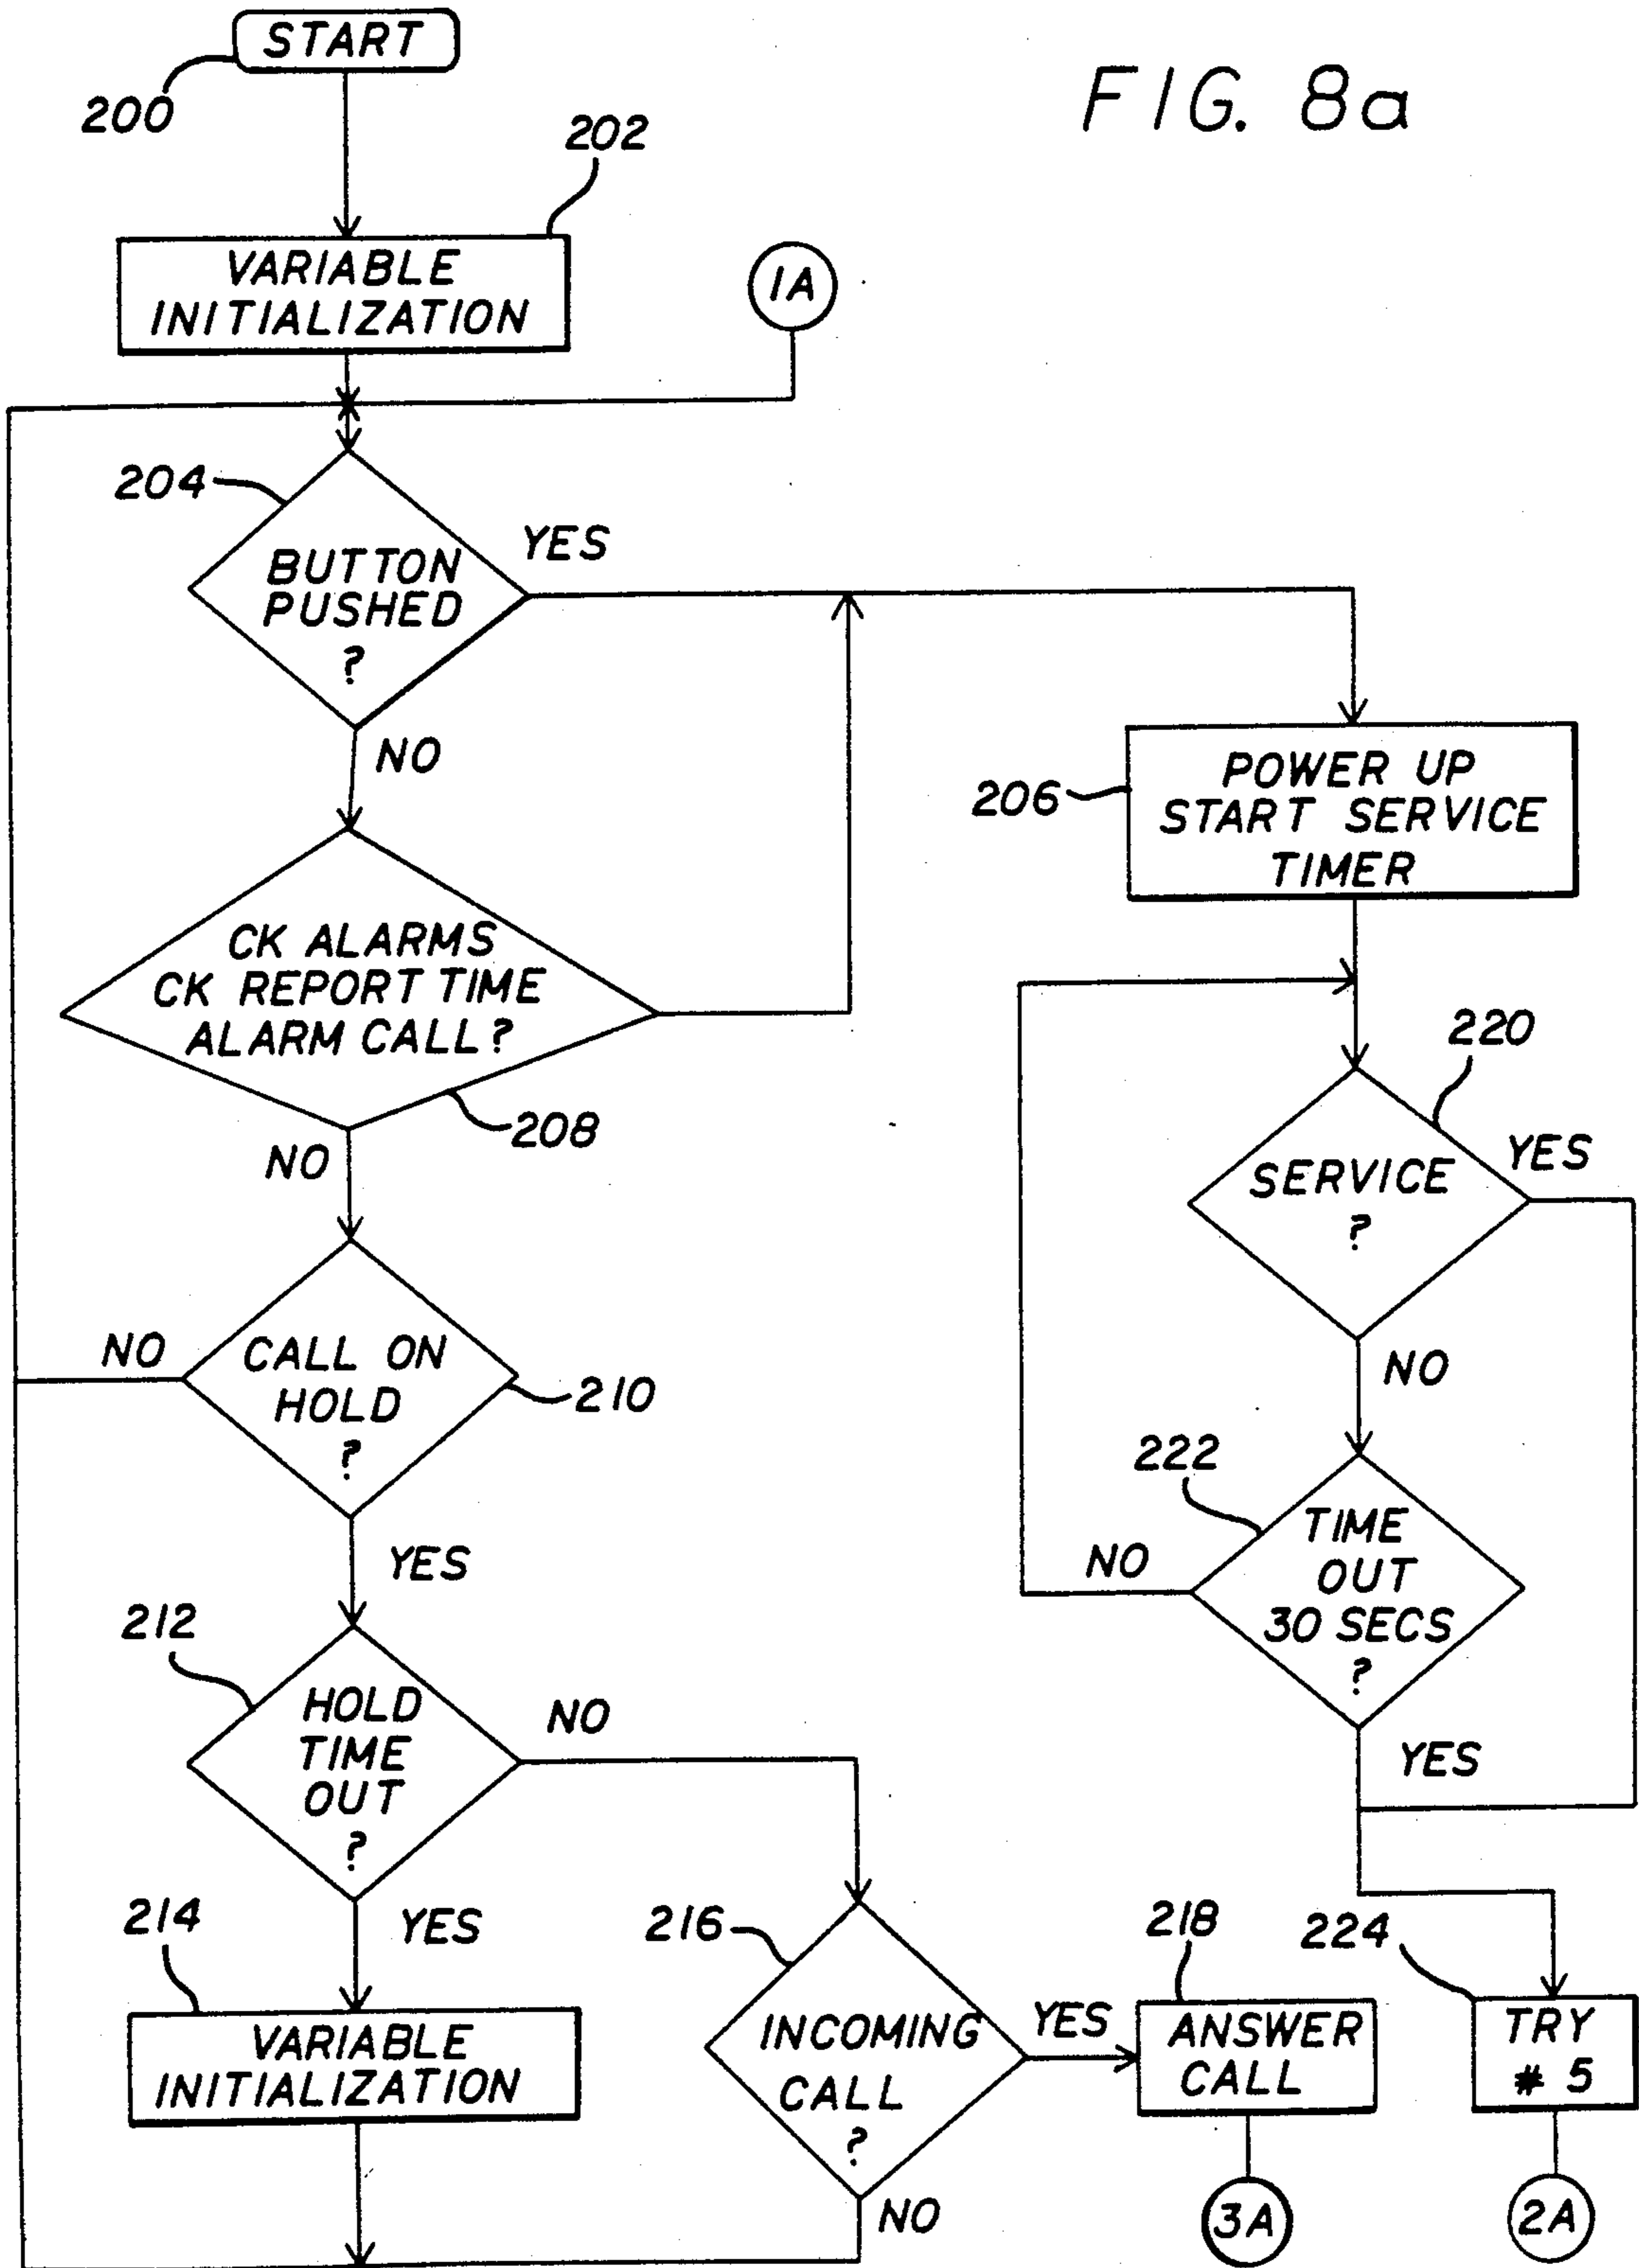 START
FIG. 8a
200
202
VARIABLE
INITIALIZATION
1A
204
YES
BUTTON
PUSHED
?
NO
206
POWER UP
START SERVICE
TIMER
CK ALARMS
CK REPORT TIME
ALARM CALL?
208
NO
220
YES
SERVICE
?
NO
CALL ON
HOLD
?
NO
210
YES
222
TIME
OUT
30 SECS
?
NO
YES
212
HOLD
TIME
OUT
?
NO
YES
214
VARIABLE
INITIALIZATION
216
INCOMING
CALL
?
YES
NO
218
ANSWER
CALL
3A
224
TRY
# 5
2A